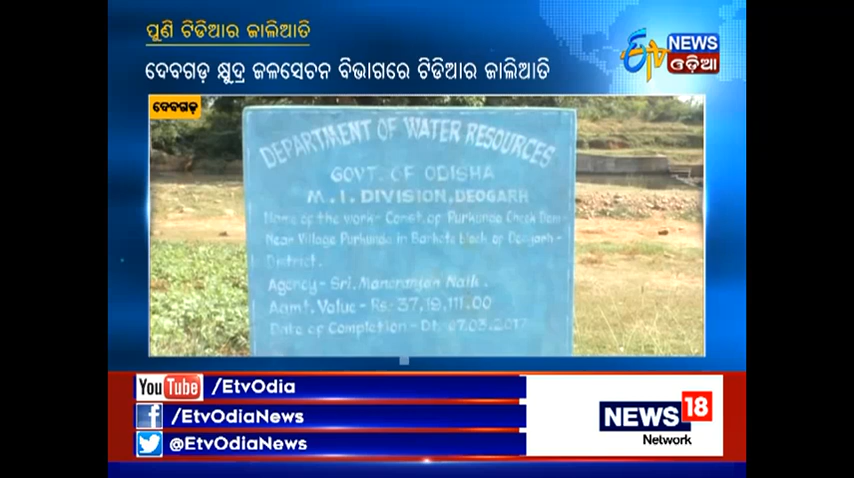 ପୁଣି ଟିଡିଆର ଜାଲିଆତି
ଦେବଗଡ଼ କ୍ଷୁଦ୍ର ଜଳସେଚନ ବିଭାଗରେ ଟିଡିଆର ଜାଲିଆତି
ETV NEWS
ଓଡ଼ିଆ
ଦେବଗଡ଼
DEPARTMENT OF WATER RESOURCES
GOVT. OF ODISHA
M.I. DIVISION, DEOGARH
Name of the work- Const. of Purkunda Check Dam
Near Village Purkunda in Barkote block of Deogarh-
District.
Agency- Sri. Manoranjan Naik.
Aamt. Value- Rs:- 37,19,111.00
Date of Completion - Dt. 07.03.2017
YouTube /EtvOdia
f /EtvOdiaNews
@EtvOdiaNews
NEWS 18
Network